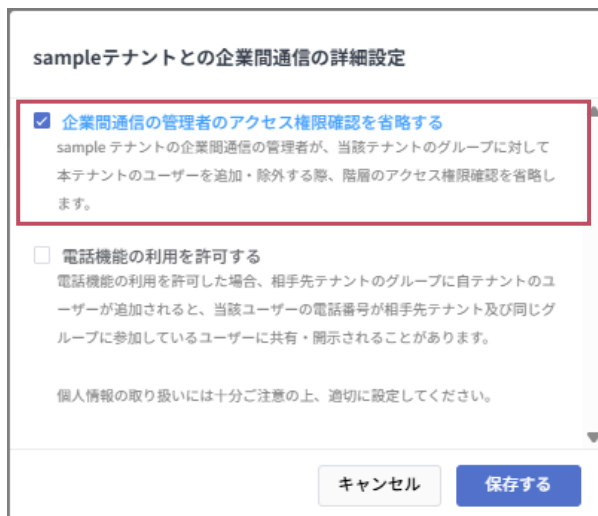 sampleテナントとの企業間通信の詳細設定
企業間通信の管理者のアクセス権限確認を省略する
sample テナントの企業間通信の管理者が、当該テナントのグループに対して
本テナントのユーザーを追加・除外する際、階層のアクセス権限確認を省略し
ます。
電話機能の利用を許可する
電話機能の利用を許可した場合、相手先テナントのグループに自テナントのユ
ーザーが追加されると、当該ユーザーの電話番号が相手先テナント及び同じグ
ループに参加しているユーザーに共有・開示されることがあります。
個人情報の取り扱いには十分ご注意の上、適切に設定してください。
キャンセル
保存する